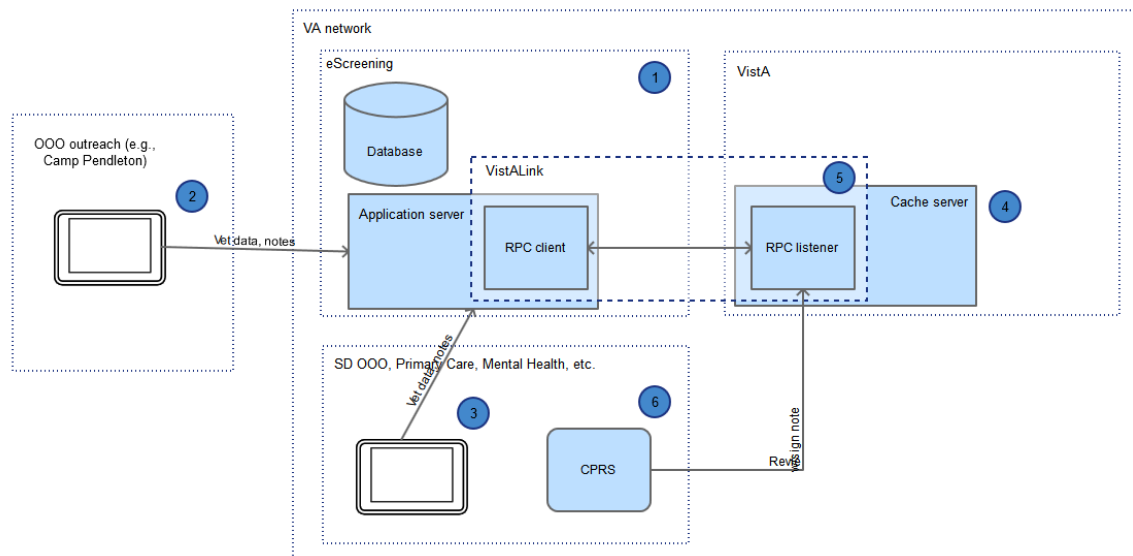 VA network
eScreening
1
VistA
Database
OOO outreach (e.g.,
Camp Pendleton)
2
VistALink
5
Application server
Cache server
4
RPC client
RPC listener
Vet data, notes
SD OOO, Primary Care, Mental Health, etc.
Vet data, notes
3
6
CPRS
Review/sign note